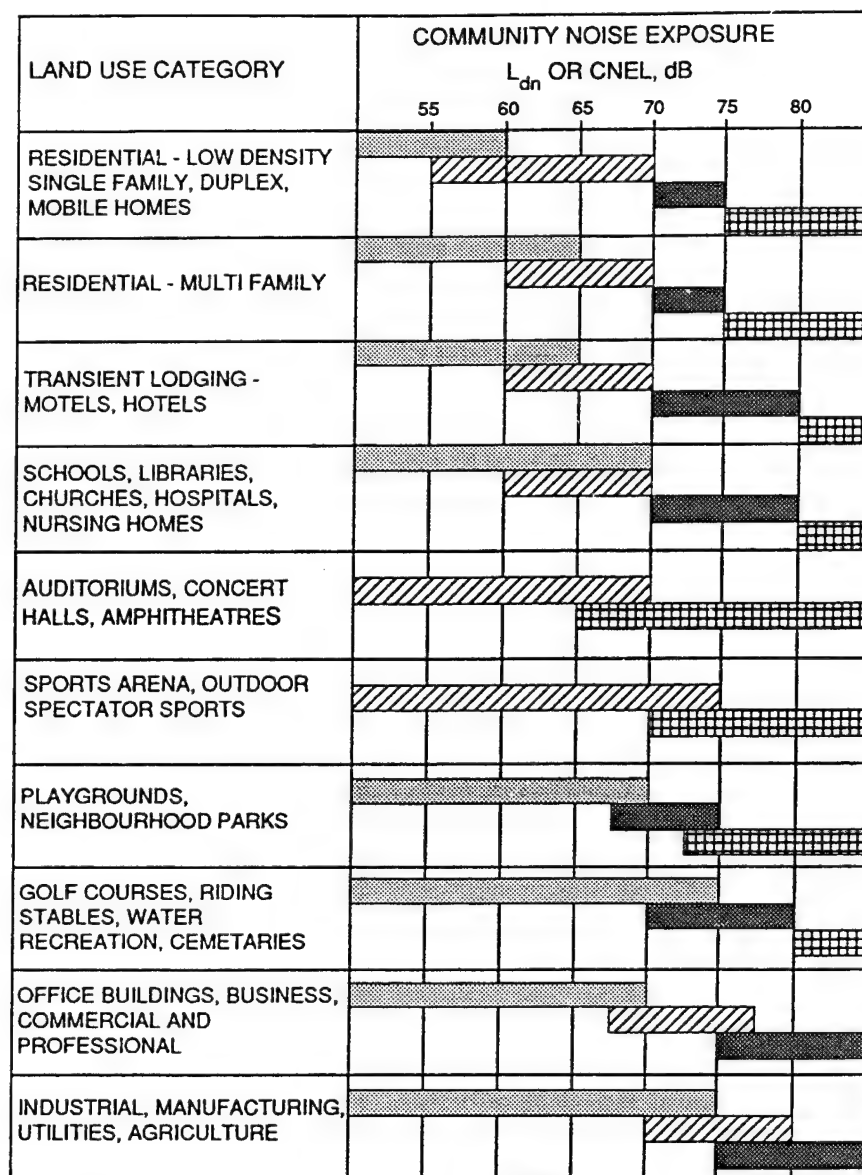 LAND USE CATEGORY
COMMUNITY NOISE EXPOSURE
Ldn OR CNEL, dB
55 60 65 70 75 80
RESIDENTIAL - LOW DENSITY
SINGLE FAMILY, DUPLEX,
MOBILE HOMES
RESIDENTIAL - MULTI FAMILY
TRANSIENT LODGING -
MOTELS, HOTELS
SCHOOLS, LIBRARIES,
CHURCHES, HOSPITALS,
NURSING HOMES
AUDITORIUMS, CONCERT
HALLS, AMPHITHEATRES
SPORTS ARENA, OUTDOOR
SPECTATOR SPORTS
PLAYGROUNDS,
NEIGHBOURHOOD PARKS
GOLF COURSES, RIDING
STABLES, WATER
RECREATION, CEMETARIES
OFFICE BUILDINGS, BUSINESS,
COMMERCIAL AND
PROFESSIONAL
INDUSTRIAL, MANUFACTURING,
UTILITIES, AGRICULTURE